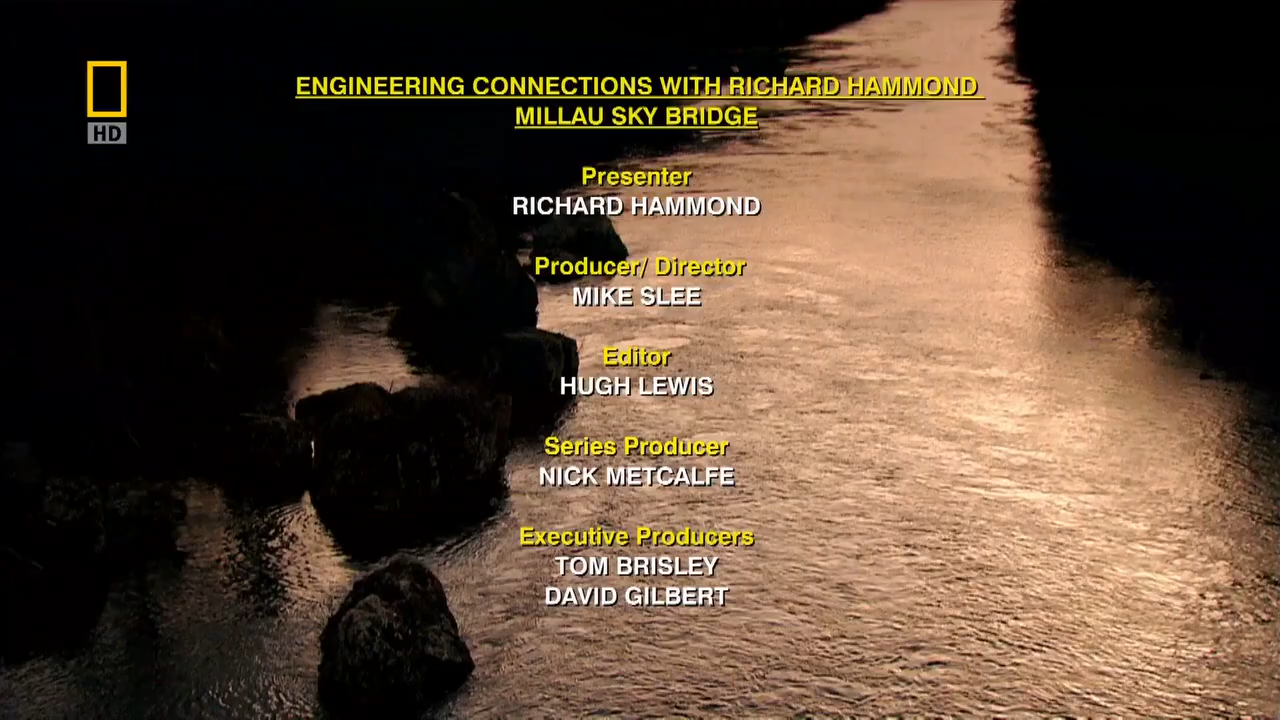 HD
ENGINEERING CONNECTIONS WITH RICHARD HAMMOND
MILLAU SKY BRIDGE
Presenter
RICHARD HAMMOND
Producer/ Director
MIKE SLEE
Editor
HUGH LEWIS
Series Producer
NICK METCALFE
Executive Producers
TOM BRISLEY
DAVID GILBERT